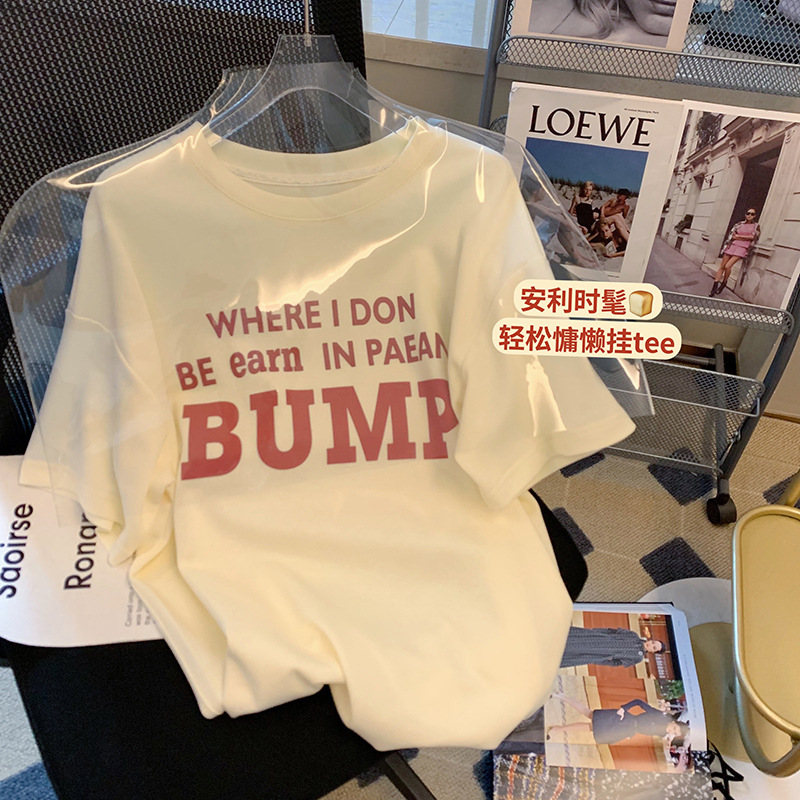 LOEWE
安利时髦
轻松慵懒挂tee
WHERE I DON
BE earn IN PAEAN
BUMP
Saoirse
Ronan